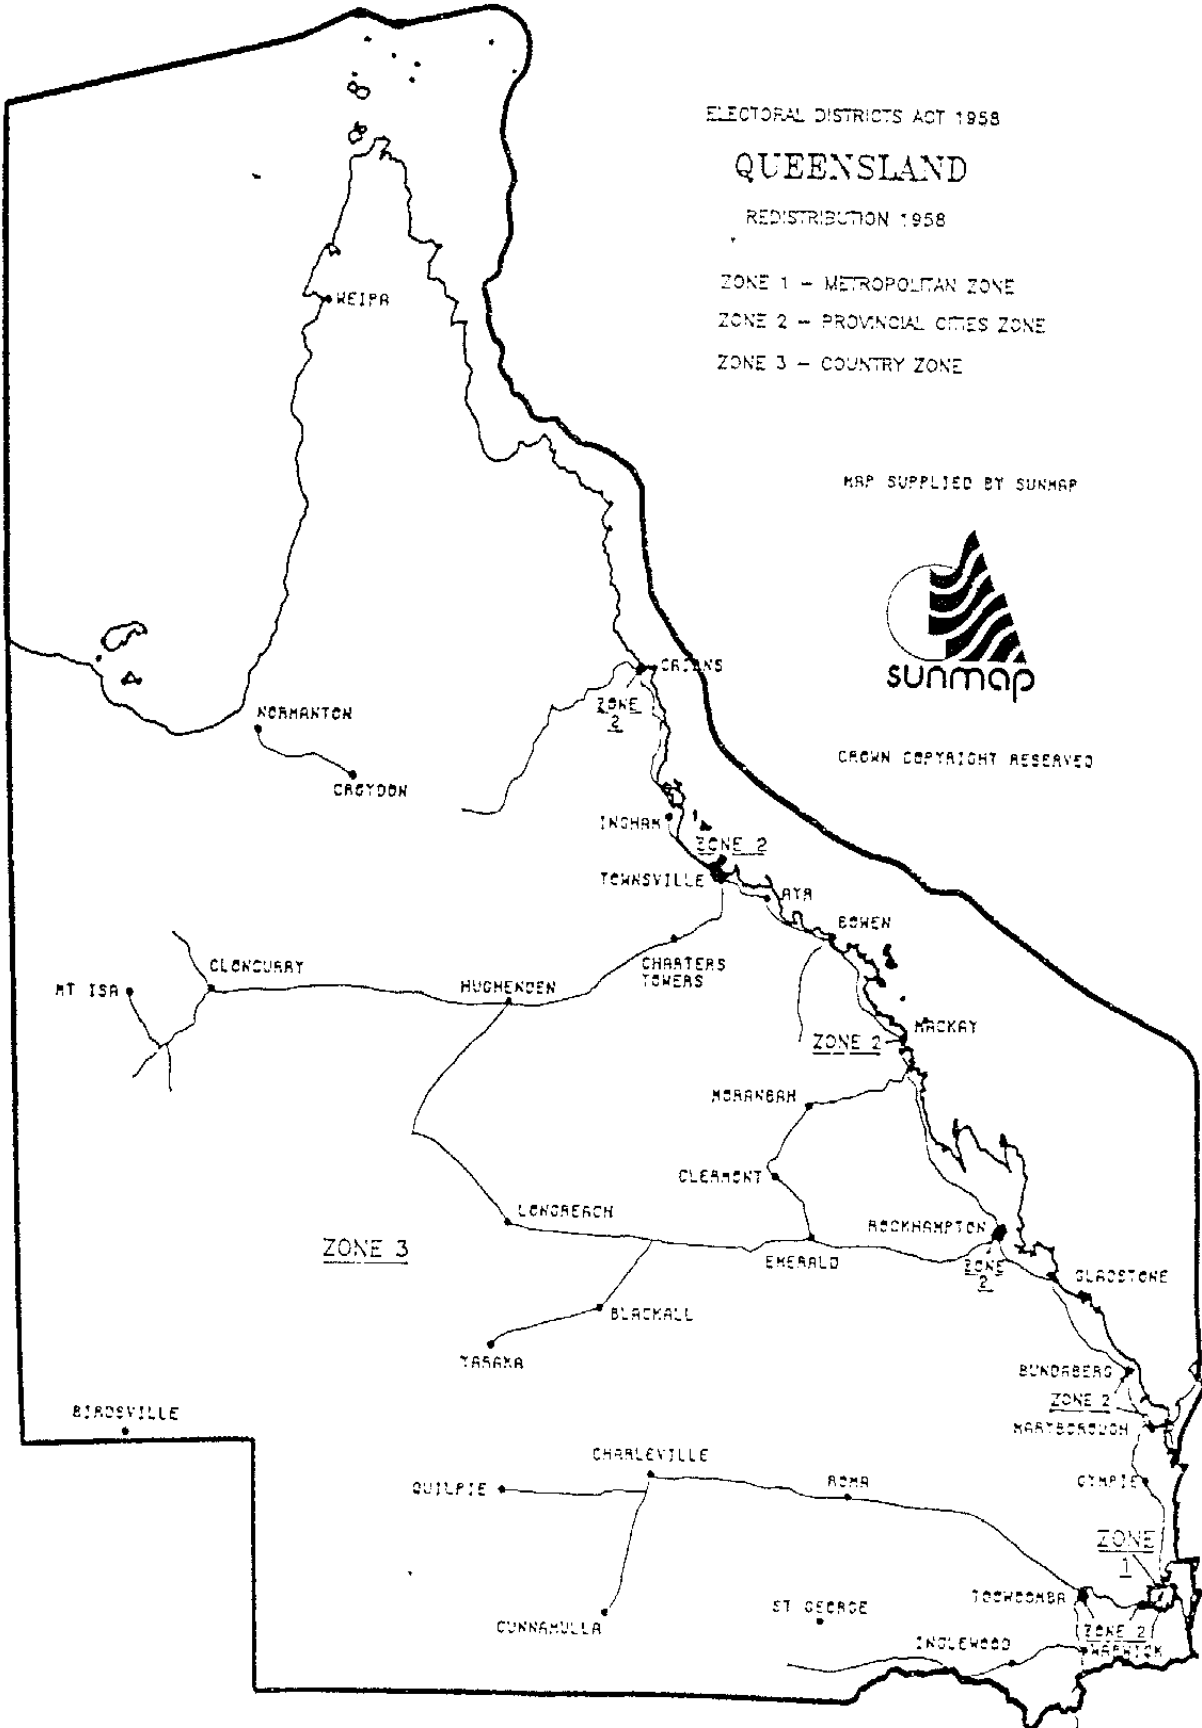 ELECTORAL DISTRICTS ACT 1958
QUEENSLAND
REDISTRIBUTION 1958
ZONE 1 - METROPOLITAN ZONE
ZONE 2 - PROVINCIAL CITIES ZONE
ZONE 3 - COUNTRY ZONE
WEIPA
MAP SUPPLIED BY SUNMAP
sunmap
CROWN COPYRIGHT RESERVED
CAIRNS
ZONE
2
NORMANTON
CROYDON
INGHAM
ZONE 2
TOWNSVILLE
AYR
BOWEN
CHARTERS
TOWERS
CLONCURRY
MT ISA
HUGHENDEN
MACKAY
ZONE 2
MORANBAH
CLERMONT
LONGREACH
ROCKHAMPTON
ZONE 3
EMERALD
ZONE
2
GLADSTONE
BLACKALL
YARAKA
BUNDABERG
ZONE 2
BIRDSVILLE
MARYBOROUGH
CHARLEVILLE
QUILPIE
ROMA
GYMPIE
ZONE
1
TOOWOOMBA
ST GEORGE
CUNNAMULLA
ZONE 2
INGLEWOOD
WARWICK